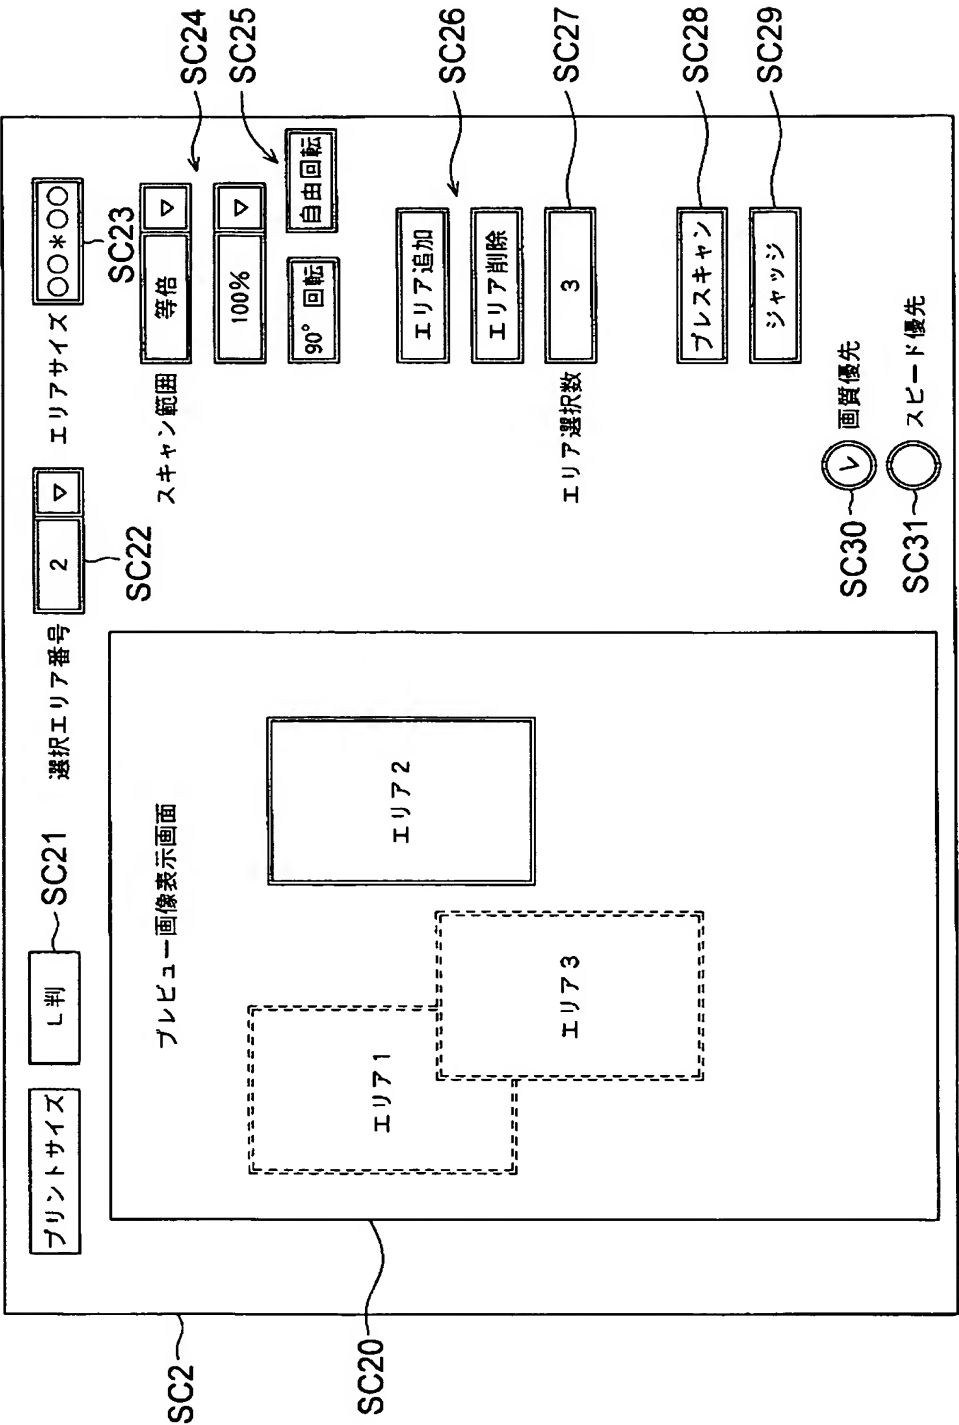 SC2
プリントサイズ
L判
SC21
選択エリア番号
2 ▽
SC22
エリアサイズ
○○*○○
SC23
プレビュー画像表示画面
エリア1
エリア2
エリア3
SC20
スキャン範囲
等倍 ▽
SC24
100% ▽
90° 回転
自由回転
SC25
エリア追加
エリア削除
SC26
エリア選択数
3
SC27
プレスキャン
SC28
ジャッジ
SC29
SC30
レ
画質優先
SC31
スピード優先